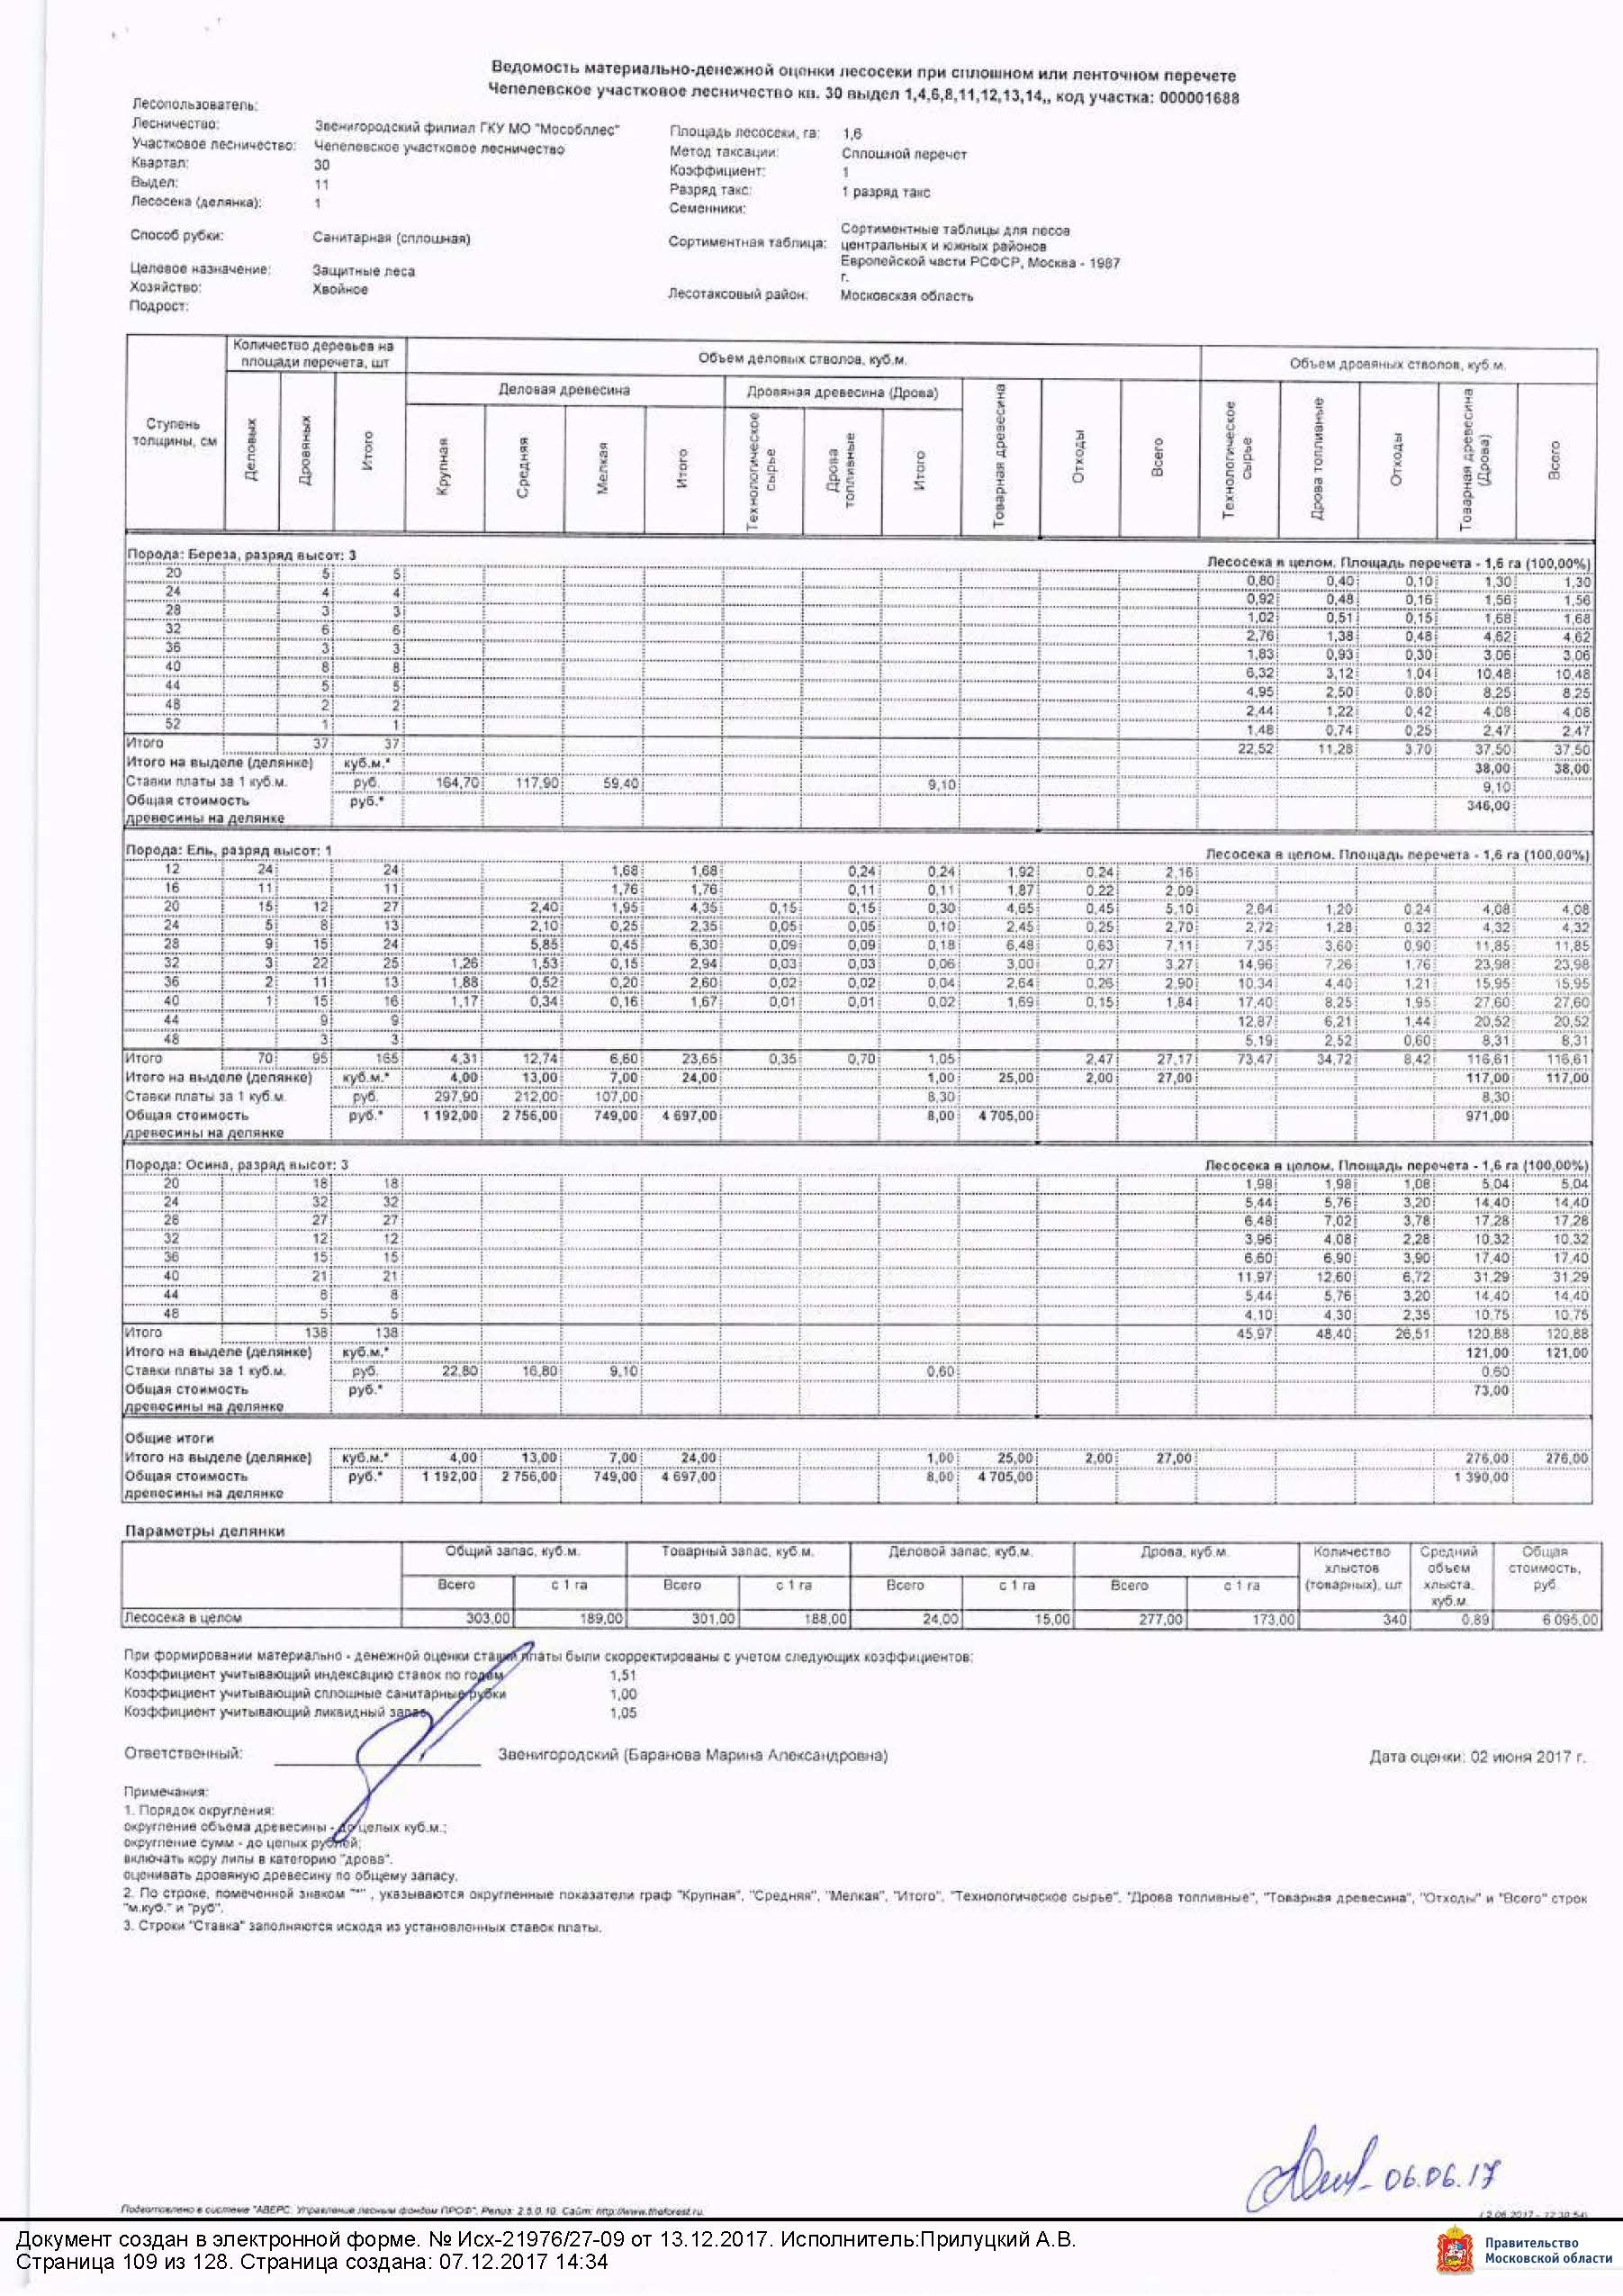 Ведомость материально-денежной оценки лесосеки при сплошном или ленточном перечете
Чепелевское участковое лесничество кв. 30 выдел 1,4,6,8,11,12,13,14,, код участка: 000001688
Лесопользователь:
Лесничество: Звенигородский филиал ГКУ МО "Мособллес"
Участковое лесничество: Чепелевское участковое лесничество
Квартал: 30
Выдел: 11
Лесосека (делянка): 1
Способ рубки: Санитарная (сплошная)
Целевое назначение: Защитные леса
Хозяйство: Хвойное
Подрост:
Площадь лесосеки, га: 1,6
Метод таксации: Сплошной перечет
Коэффициент: 1
Разряд такс: 1 разряд такс
Семенники:
Сортиментная таблица: Сортиментные таблицы для лесов
центральных и южных районов
Европейской части РСФСР, Москва - 1987
г.
Лесотаксовый район: Московская область
Ступень толщины, см
Количество деревьев на площади перечета, шт
Объем деловых стволов, куб.м.
Объем дровяных стволов, куб.м.
Деловая древесина
Дровяная древесина (Дрова)
Деловых Дровяных Итого Крупная Средняя Мелкая Итого Технологическое сырье Дрова топливные Итого Товарная древесина Отходы Всего Технологическое сырье Дрова топливные Отходы Товарная древесина (Дрова) Всего
Порода: Береза, разряд высот: 3 Лесосека в целом. Площадь перечета - 1,6 га (100,00%)
20 5 5 0,80 0,40 0,10 1,30 1,30
24 4 4 0,92 0,48 0,16 1,56 1,56
28 3 3 1,02 0,51 0,15 1,68 1,68
32 6 6 2,76 1,38 0,48 4,62 4,62
36 3 3 1,83 0,93 0,30 3,06 3,06
40 8 8 6,32 3,12 1,04 10,48 10,48
44 5 5 4,95 2,50 0,80 8,25 8,25
48 2 2 2,44 1,22 0,42 4,08 4,08
52 1 1 1,48 0,74 0,25 2,47 2,47
Итого 37 37 22,52 11,28 3,70 37,50 37,50
Итого на выделе (делянке) куб.м.* 38,00 38,00
Ставки платы за 1 куб.м. руб. 164,70 117,90 59,40 9,10 9,10
Общая стоимость древесины на делянке руб.* 346,00
Порода: Ель, разряд высот: 1 Лесосека в целом. Площадь перечета - 1,6 га (100,00%)
12 24 24 1,68 1,68 0,24 0,24 1,92 0,24 2,16
16 11 11 1,76 1,76 0,11 0,11 1,87 0,22 2,09
20 15 12 27 2,40 1,95 4,35 0,15 0,15 0,30 4,65 0,45 5,10 2,64 1,20 0,24 4,08 4,08
24 5 8 13 2,10 0,25 2,35 0,05 0,05 0,10 2,45 0,25 2,70 2,72 1,28 0,32 4,32 4,32
28 9 15 24 5,85 0,45 6,30 0,09 0,09 0,18 6,48 0,63 7,11 7,35 3,60 0,90 11,85 11,85
32 3 22 25 1,26 1,53 0,15 2,94 0,03 0,03 0,06 3,00 0,27 3,27 14,96 7,26 1,76 23,98 23,98
36 2 11 13 1,88 0,52 0,20 2,60 0,02 0,02 0,04 2,64 0,26 2,90 10,34 4,40 1,21 15,95 15,95
40 1 15 16 1,17 0,34 0,16 1,67 0,01 0,01 0,02 1,69 0,15 1,84 17,40 8,25 1,95 27,60 27,60
44 9 9 12,87 6,21 1,44 20,52 20,52
48 3 3 5,19 2,52 0,60 8,31 8,31
Итого 70 95 165 4,31 12,74 6,60 23,65 0,35 0,70 1,05 2,47 27,17 73,47 34,72 8,42 116,61 116,61
Итого на выделе (делянке) куб.м.* 4,00 13,00 7,00 24,00 1,00 25,00 2,00 27,00 117,00 117,00
Ставки платы за 1 куб.м. руб. 297,90 212,00 107,00 8,30 8,30
Общая стоимость древесины на делянке руб.* 1 192,00 2 756,00 749,00 4 697,00 8,00 4 705,00 971,00
Порода: Осина, разряд высот: 3 Лесосека в целом. Площадь перечета - 1,6 га (100,00%)
20 18 18 1,98 1,98 1,08 5,04 5,04
24 32 32 5,44 5,76 3,20 14,40 14,40
28 27 27 6,48 7,02 3,78 17,28 17,28
32 12 12 3,96 4,08 2,28 10,32 10,32
36 15 15 6,60 6,90 3,90 17,40 17,40
40 21 21 11,97 12,60 6,72 31,29 31,29
44 8 8 5,44 5,76 3,20 14,40 14,40
48 5 5 4,10 4,30 2,35 10,75 10,75
Итого 138 138 45,97 48,40 26,51 120,88 120,88
Итого на выделе (делянке) куб.м.* 121,00 121,00
Ставки платы за 1 куб.м. руб. 22,80 16,80 9,10 0,60 0,60
Общая стоимость древесины на делянке руб.* 73,00
Общие итоги
Итого на выделе (делянке) куб.м.* 4,00 13,00 7,00 24,00 1,00 25,00 2,00 27,00 276,00 276,00
Общая стоимость древесины на делянке руб.* 1 192,00 2 756,00 749,00 4 697,00 8,00 4 705,00 1 390,00
Параметры делянки
Общий запас, куб.м. Товарный запас, куб.м. Деловой запас, куб.м. Дрова, куб.м. Количество хлыстов (товарных), шт Средний объем хлыста, куб.м. Общая стоимость, руб
Всего с 1 га Всего с 1 га Всего с 1 га Всего с 1 га
Лесосека в целом 303,00 189,00 301,00 188,00 24,00 15,00 277,00 173,00 340 0,89 6 095,00
При формировании материально - денежной оценки ставки платы были скорректированы с учетом следующих коэффициентов:
Коэффициент учитывающий индексацию ставок по годам 1,51
Коэффициент учитывающий сплошные санитарные рубки 1,00
Коэффициент учитывающий ликвидный запас 1,05
Ответственный: Звенигородский (Баранова Марина Александровна) Дата оценки: 02 июня 2017 г.
Примечания:
1. Порядок округления:
округление объема древесины - до целых куб.м.;
округление сумм - до целых рублей;
включать кору липы в категорию "дрова".
оценивать дровяную древесину по общему запасу.
2. По строке, помеченной знаком "*" , указываются округленные показатели граф "Крупная", "Средняя", "Мелкая", "Итого", "Технологическое сырье", "Дрова топливные", "Товарная древесина", "Отходы" и "Всего" строк
"м.куб." и "руб".
3. Строки "Ставка" заполняются исходя из установленных ставок платы.
06.06.17
Подготовлено в системе "АВЕРС: Управление лесным фондом ПРОФ", Релиз: 2.5.0.10. Сайт: http://www.theforest.ru
Документ создан в электронной форме. № Исх-21976/27-09 от 13.12.2017. Исполнитель:Прилуцкий А.В.
Страница 109 из 128. Страница создана: 07.12.2017 14:34
Правительство
Московской области